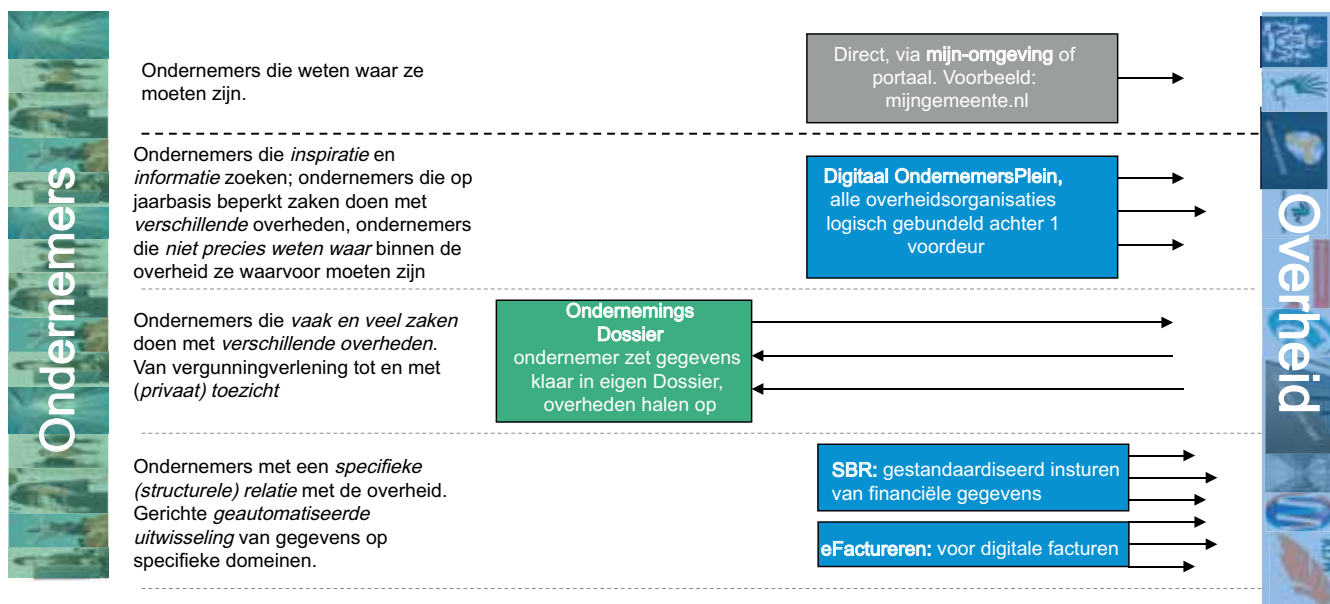 Ondernemers
Ondernemers die weten waar ze
moeten zijn.
Direct, via mijn-omgeving of
portaal. Voorbeeld:
mijngemeente.nl
Ondernemers die inspiratie en
informatie zoeken; ondernemers die op
jaarbasis beperkt zaken doen met
verschillende overheden, ondernemers
die niet precies weten waar binnen de
overheid ze waarvoor moeten zijn
Digitaal OndernemersPlein,
alle overheidsorganisaties
logisch gebundeld achter 1
voordeur
Ondernemers die vaak en veel zaken
doen met verschillende overheden.
Van vergunningverlening tot en met
(privaat) toezicht
Ondernemings
Dossier
ondernemer zet gegevens
klaar in eigen Dossier,
overheden halen op
Ondernemers met een specifieke
(structurele) relatie met de overheid.
Gerichte geautomatiseerde
uitwisseling van gegevens op
specifieke domeinen.
SBR: gestandaardiseerd insturen
van financiële gegevens
eFactureren: voor digitale facturen
Overheid